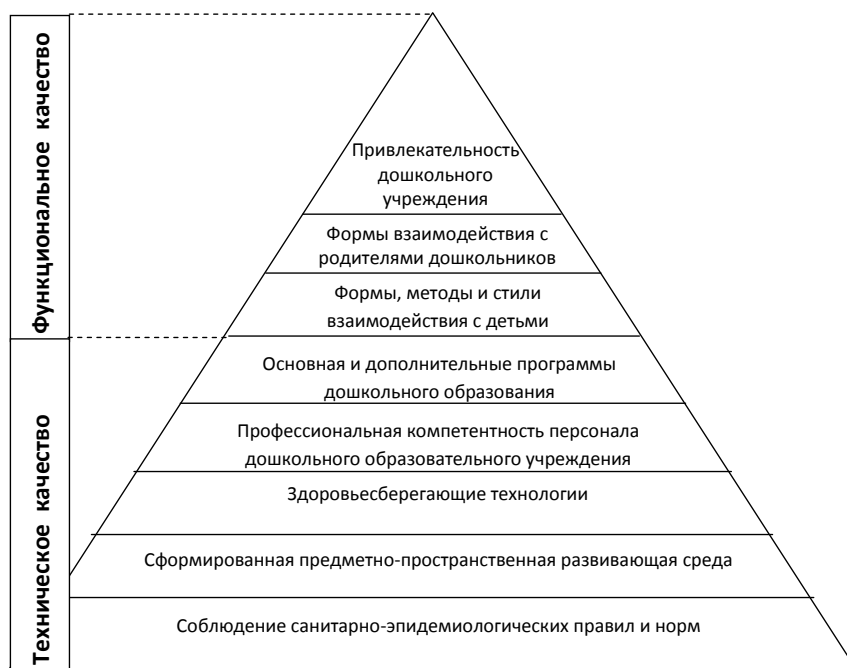 Функциональное качество
Техническое качество
Привлекательность
дошкольного
учреждения
Формы взаимодействия с
родителями дошкольников
Формы, методы и стили
взаимодействия с детьми
Основная и дополнительные программы
дошкольного образования
Профессиональная компетентность персонала
дошкольного образовательного учреждения
Здоровьесберегающие технологии
Сформированная предметно-пространственная развивающая среда
Соблюдение санитарно-эпидемиологических правил и норм